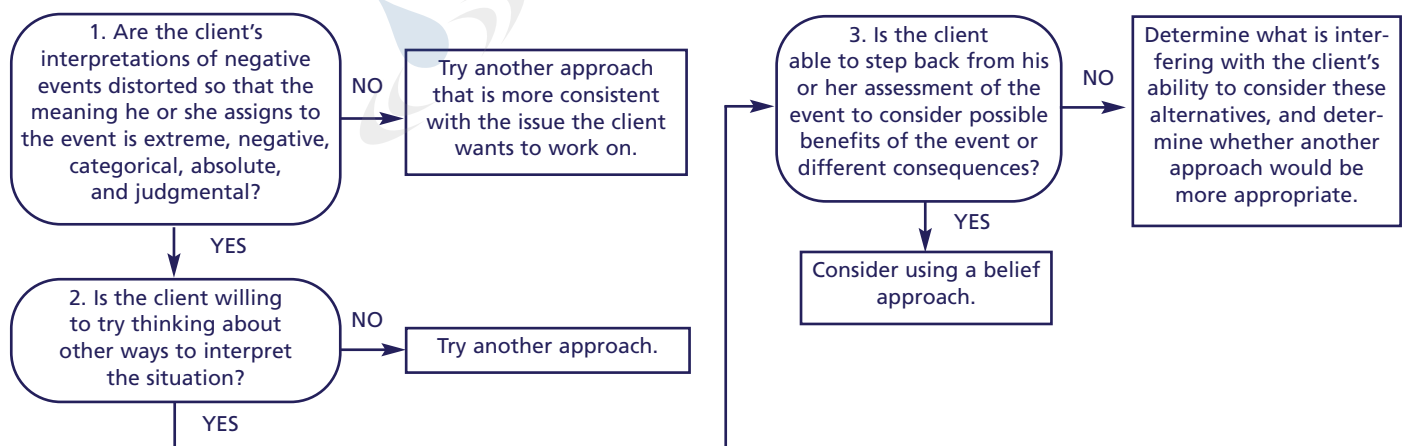 1. Are the client's
interpretations of negative
events distorted so that the
meaning he or she assigns to
the event is extreme, negative,
categorical, absolute,
and judgmental?
NO
Try another approach
that is more consistent
with the issue the client
wants to work on.
YES
2. Is the client willing
to try thinking about
other ways to interpret
the situation?
NO
Try another approach.
YES
3. Is the client
able to step back from his
or her assessment of the
event to consider possible
benefits of the event or
different consequences?
NO
Determine what is inter-
fering with the client's
ability to consider these
alternatives, and deter-
mine whether another
approach would be
more appropriate.
YES
Consider using a belief
approach.